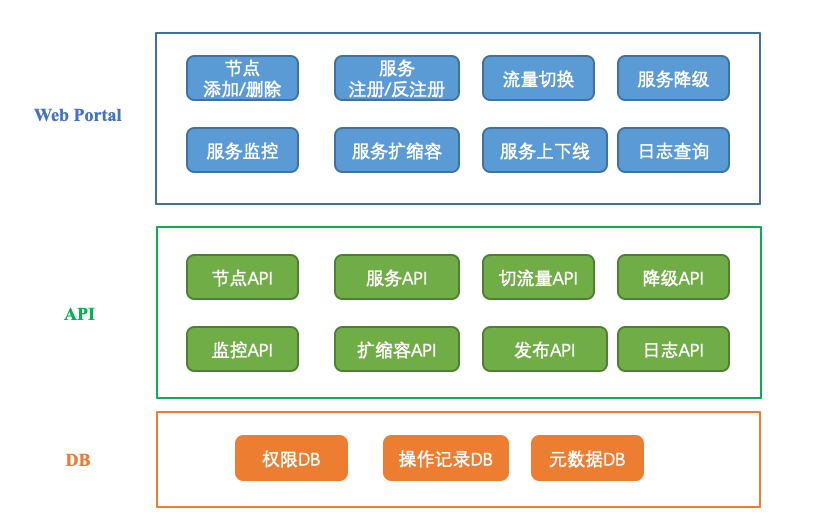 Web Portal
节点
添加/删除
服务
注册/反注册
流量切换
服务降级
服务监控
服务扩缩容
服务上下线
日志查询
API
节点API
服务API
切流量API
降级API
监控API
扩缩容API
发布API
日志API
DB
权限DB
操作记录DB
元数据DB